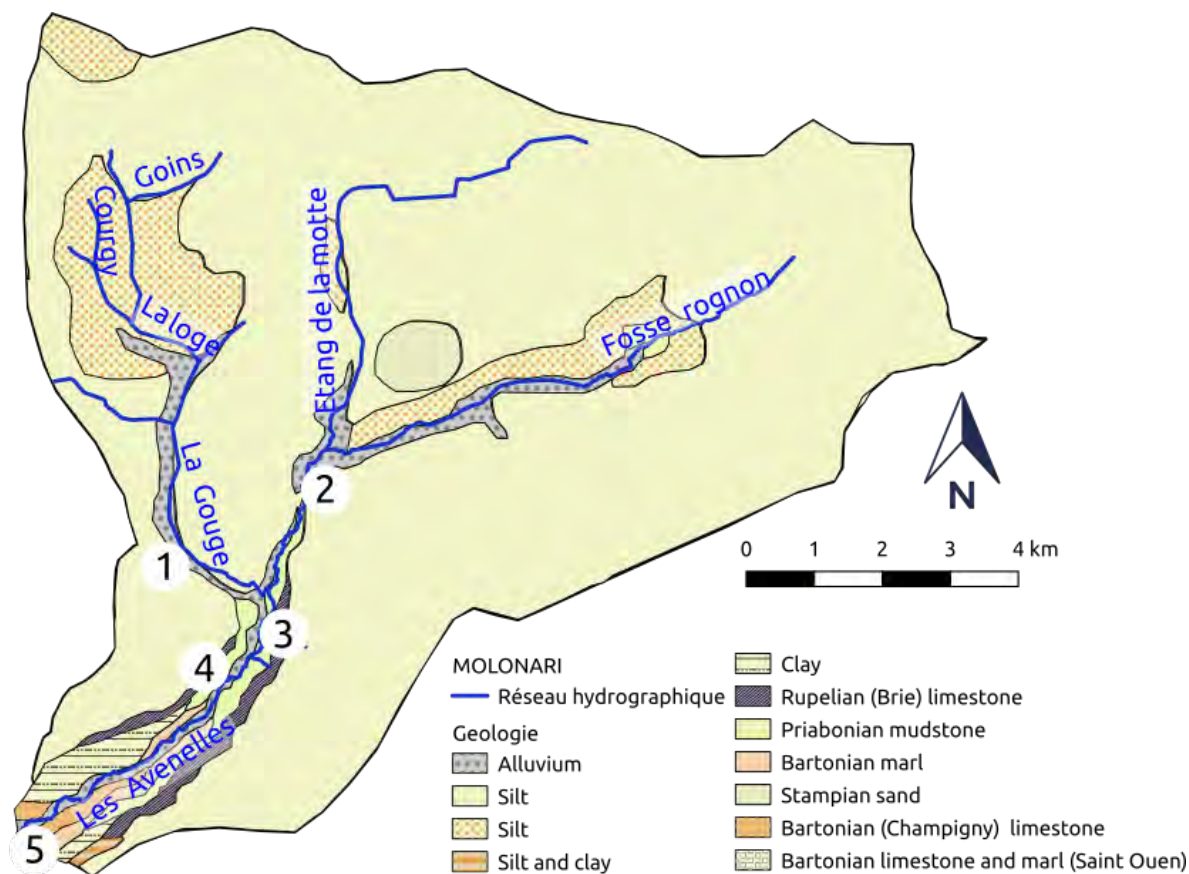 Goins
Courgy
Laloge
Etang de la motte
Fosse rognon
La Gouge
1
2
3
4
5
Les Avenelles
N
0 1 2 3 4 km
MOLONARI
Réseau hydrographique
Geologie
Alluvium
Silt
Silt
Silt and clay
Clay
Rupelian (Brie) limestone
Priabonian mudstone
Bartonian marl
Stampian sand
Bartonian (Champigny) limestone
Bartonian limestone and marl (Saint Ouen)